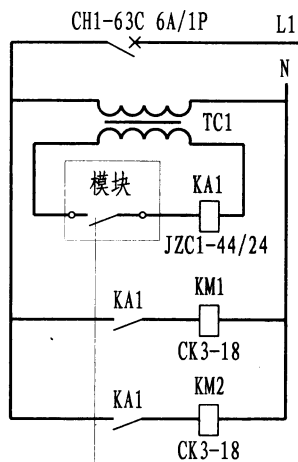 CH1-63C 6A/1P
L1
N
TC1
模块
KA1
JZC1-44/24
KA1
KM1
CK3-18
KA1
KM2
CK3-18